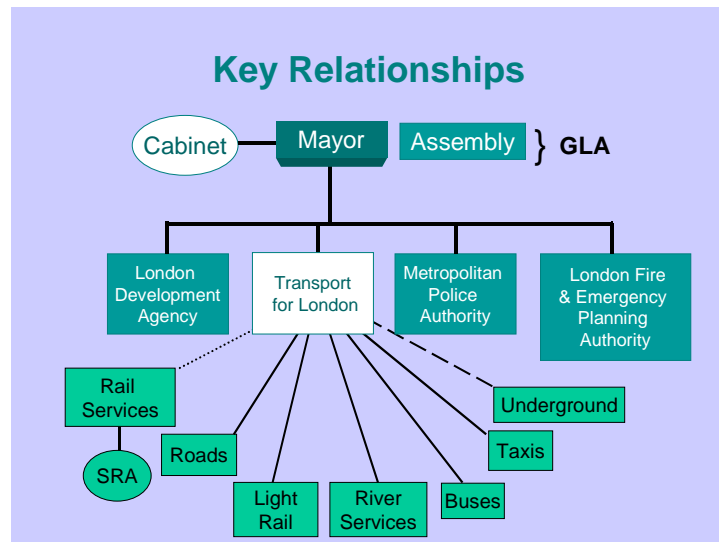 Key Relationships
Cabinet
Mayor
Assembly
} GLA
London
Development
Agency
Transport
for London
Metropolitan
Police
Authority
London Fire
& Emergency
Planning
Authority
Rail
Services
SRA
Roads
Light
Rail
River
Services
Buses
Taxis
Underground